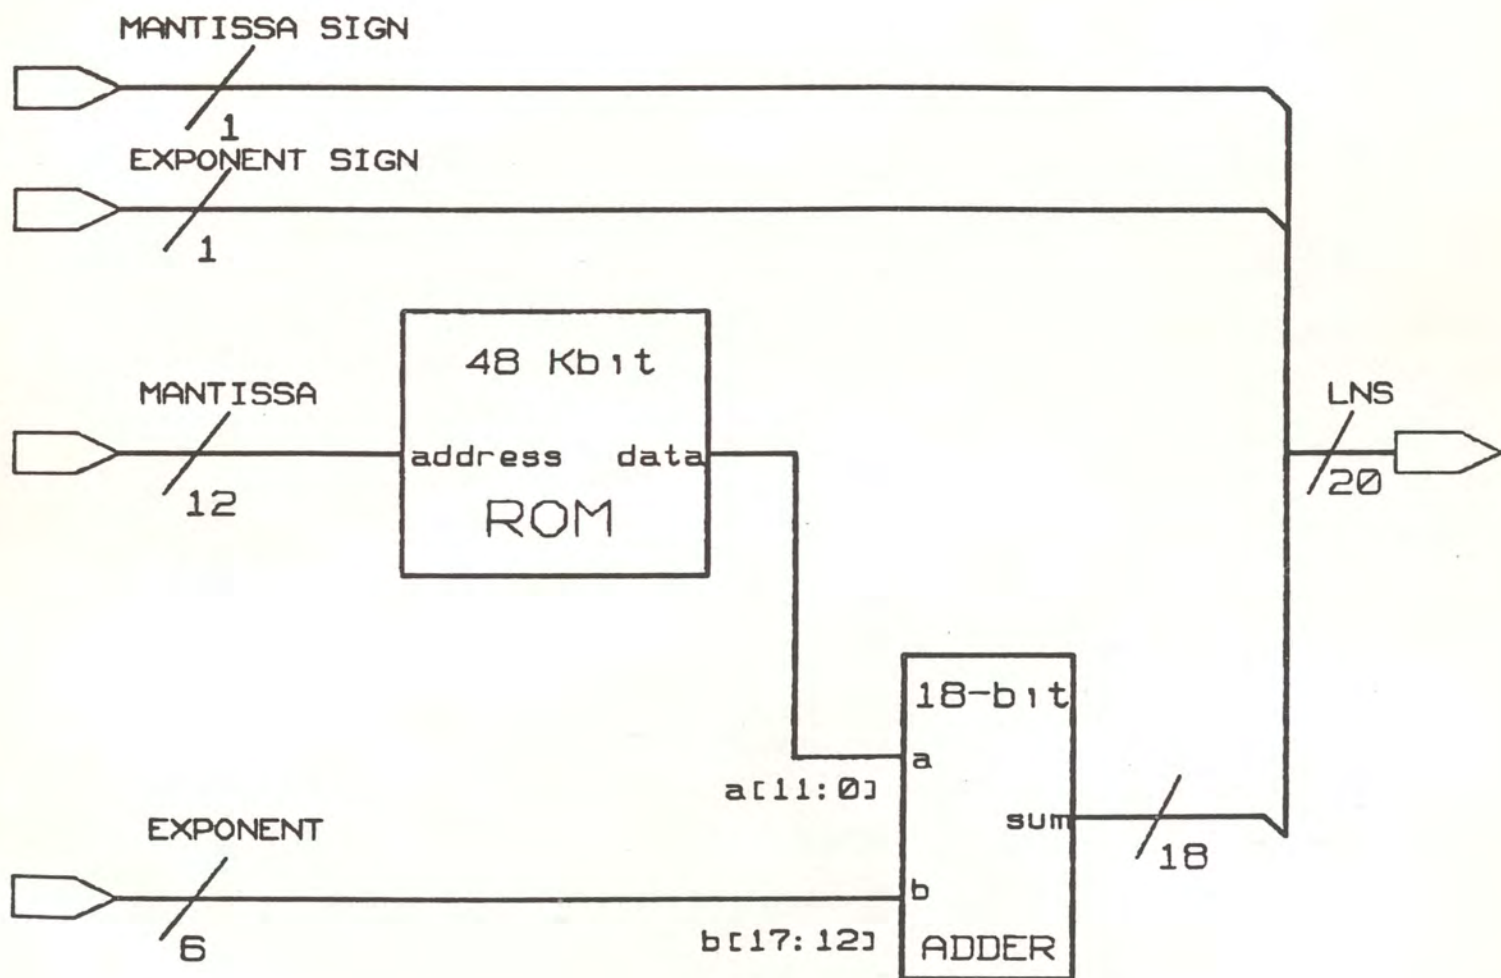 MANTISSA SIGN
1
EXPONENT SIGN
1
48 Kbit
MANTISSA
address data
12
ROM
LNS
20
18-bit
a
a[11:0]
sum
18
EXPONENT
6
b
b[17:12]
ADDER